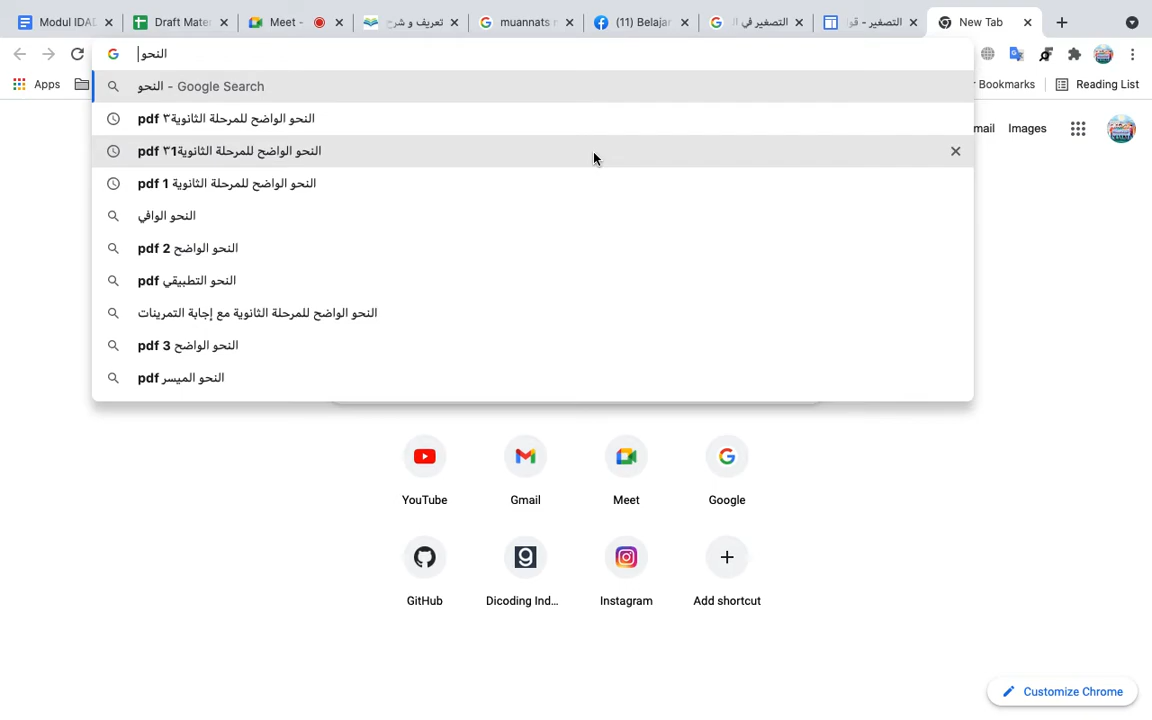 Modul IDAD
Draft Mater
Meet -
تعريف و شرح
muannats m
(11) Belajar
التصغير في ال
التصغير - قوا
New Tab
النحو
Apps
Bookmarks
Reading List
النحو - Google Search
النحو الواضح للمرحلة الثانوية٣ pdf
النحو الواضح للمرحلة الثانوية٣1 pdf
النحو الواضح للمرحلة الثانوية 1 pdf
النحو الوافي
النحو الواضح 2 pdf
النحو التطبيقي pdf
النحو الواضح للمرحلة الثانوية مع إجابة التمرينات
النحو الواضح 3 pdf
النحو الميسر pdf
mail
Images
YouTube
Gmail
Meet
Google
GitHub
Dicoding Ind...
Instagram
Add shortcut
Customize Chrome